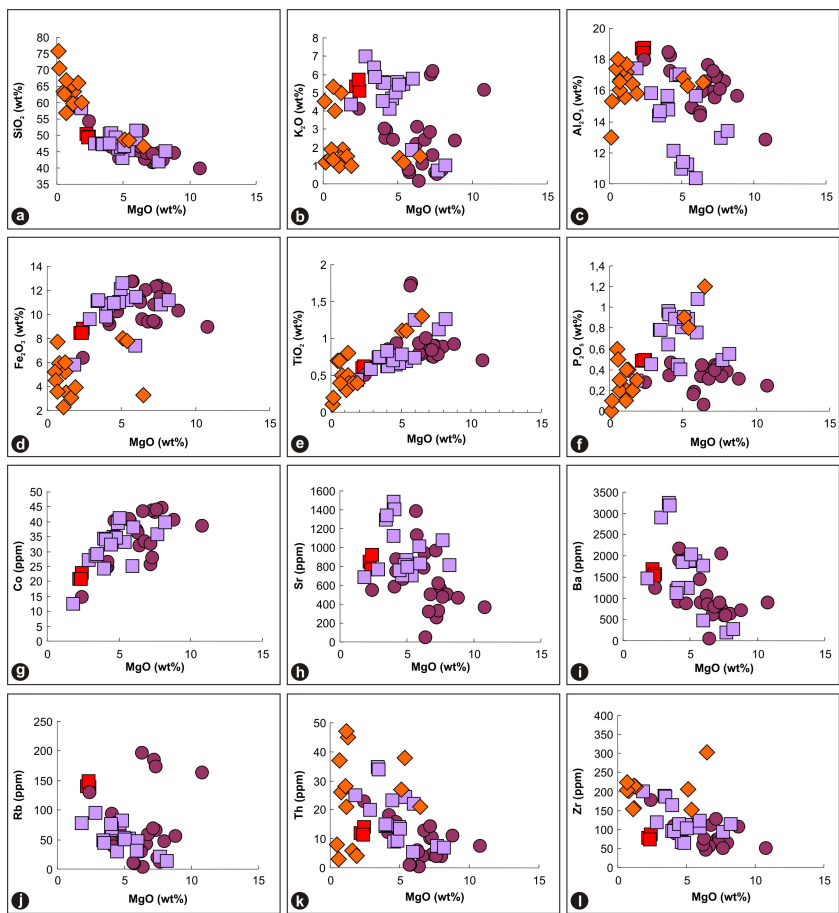 80
75
70
65
60
55
50
45
40
35
0 5 10 15
SiO₂ (wt%)
MgO (wt%)
a
8
7
6
5
4
3
2
1
0
0 5 10 15
K₂O (wt%)
MgO (wt%)
b
20
18
16
14
12
10
0 5 10 15
Al₂O₃ (wt%)
MgO (wt%)
c
14
12
10
8
6
4
2
0 5 10 15
Fe₂O₃ (wt%)
MgO (wt%)
d
2
1,5
1
0,5
0
0 5 10 15
TiO₂ (wt%)
MgO (wt%)
e
1,4
1,2
1
0,8
0,6
0,4
0,2
0
0 5 10 15
P₂O₅ (wt%)
MgO (wt%)
f
50
45
40
35
30
25
20
15
10
5
0
0 5 10 15
Co (ppm)
MgO (wt%)
g
1600
1400
1200
1000
800
600
400
200
0
0 5 10 15
Sr (ppm)
MgO (wt%)
h
3500
3000
2500
2000
1500
1000
500
0
0 5 10 15
Ba (ppm)
MgO (wt%)
i
250
200
150
100
50
0
0 5 10 15
Rb (ppm)
MgO (wt%)
j
50
40
30
20
10
0
0 5 10 15
Th (ppm)
MgO (wt%)
k
400
350
300
250
200
150
100
50
0
0 5 10 15
Zr (ppm)
MgO (wt%)
l